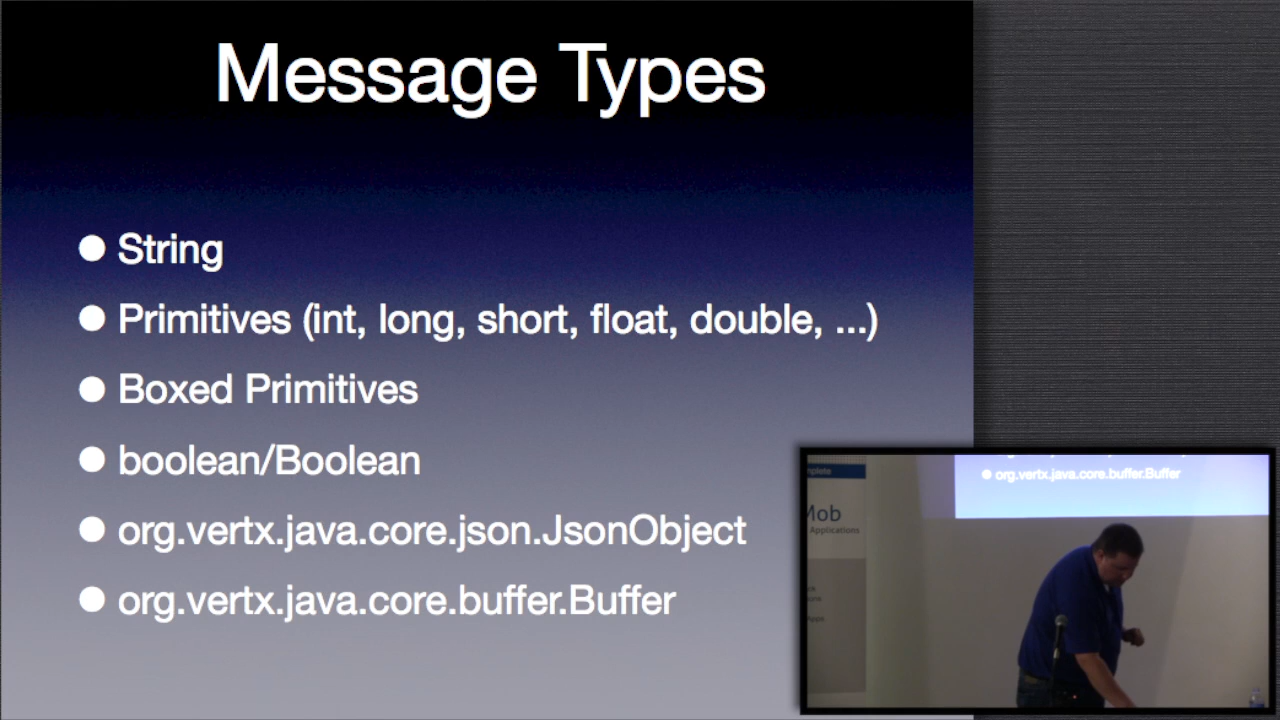 Message Types
String
Primitives (int, long, short, float, double, ...)
Boxed Primitives
boolean/Boolean
org.vertx.java.core.json.JsonObject
org.vertx.java.core.buffer.Buffer
org.vertx.java.core.buffer.Buffer
Mob
Applications
Apps